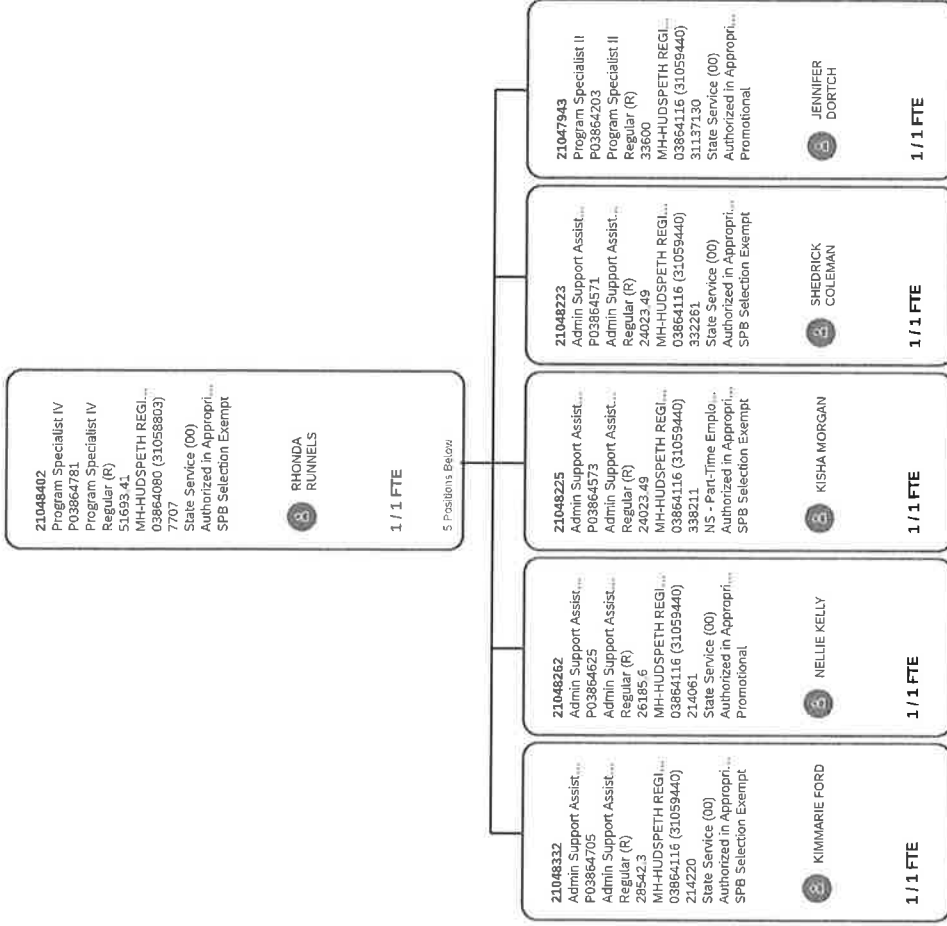 21048402
Program Specialist IV
P03864781
Program Specialist IV
Regular (R)
51693.41
MH-HUDSPETH REGI...
03864080 (31058803)
7707
State Service (00)
Authorized in Appropri...
SPB Selection Exempt
RHONDA
RUNNELS
1 / 1 FTE
5 Positions Below
21048332
Admin Support Assist...
P03864705
Admin Support Assist...
Regular (R)
28542.3
MH-HUDSPETH REGI...
03864116 (31059440)
214220
State Service (00)
Authorized in Appropri...
SPB Selection Exempt
KIMMARIE FORD
1 / 1 FTE
21048262
Admin Support Assist...
P03864625
Admin Support Assist...
Regular (R)
26185.6
MH-HUDSPETH REGI...
03864116 (31059440)
214061
State Service (00)
Authorized in Appropri...
Promotional
NELLIE KELLY
1 / 1 FTE
21048225
Admin Support Assist...
P03864573
Admin Support Assist...
Regular (R)
24023.49
MH-HUDSPETH REGI...
03864116 (31059440)
338211
NS - Part-Time Emplo...
Authorized in Appropri...
SPB Selection Exempt
KISHA MORGAN
1 / 1 FTE
21048223
Admin Support Assist...
P03864571
Admin Support Assist...
Regular (R)
24023.49
MH-HUDSPETH REGI...
03864116 (31059440)
332261
State Service (00)
Authorized in Appropri...
SPB Selection Exempt
SHEDRICK
COLEMAN
1 / 1 FTE
21047943
Program Specialist II
P03864203
Program Specialist II
Regular (R)
33600
MH-HUDSPETH REGI...
03864116 (31059440)
31137130
State Service (00)
Authorized in Appropri...
Promotional
JENNIFER
DORTCH
1 / 1 FTE